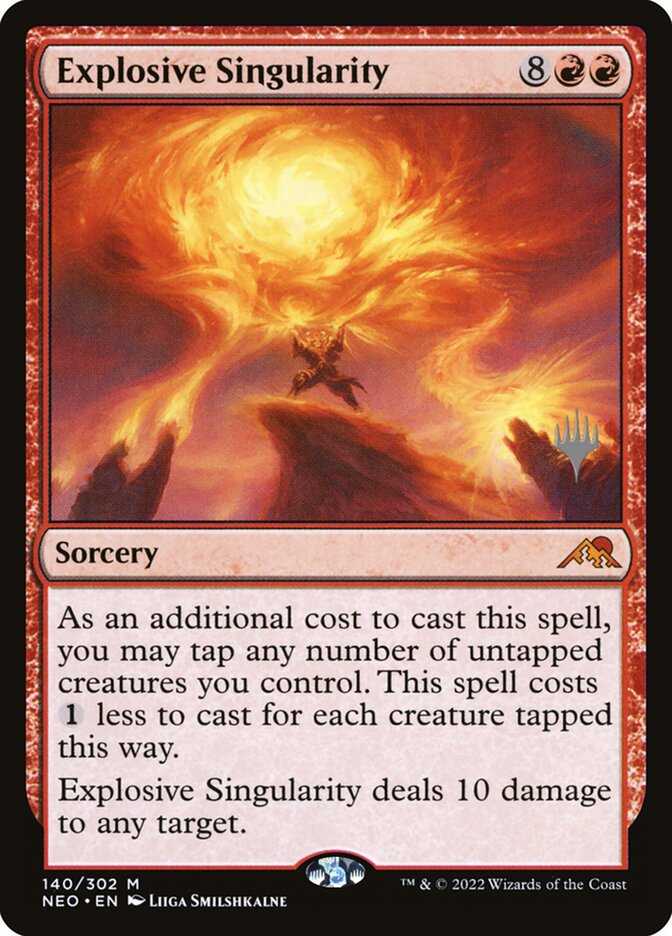 Explosive Singularity 8
Sorcery
As an additional cost to cast this spell,
you may tap any number of untapped
creatures you control. This spell costs
1 less to cast for each creature tapped
this way.
Explosive Singularity deals 10 damage
to any target.
140/302 M
™ & © 2022 Wizards of the Coast
NEO • EN LIIGA SMILSHKALNE